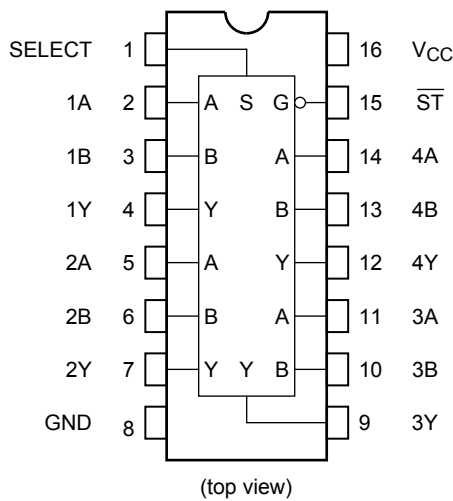 SELECT 1 16 VCC
1A 2 A S G 15 ST
1B 3 B A 14 4A
1Y 4 Y B 13 4B
2A 5 A Y 12 4Y
2B 6 B A 11 3A
2Y 7 Y Y B 10 3B
GND 8 9 3Y
(top view)